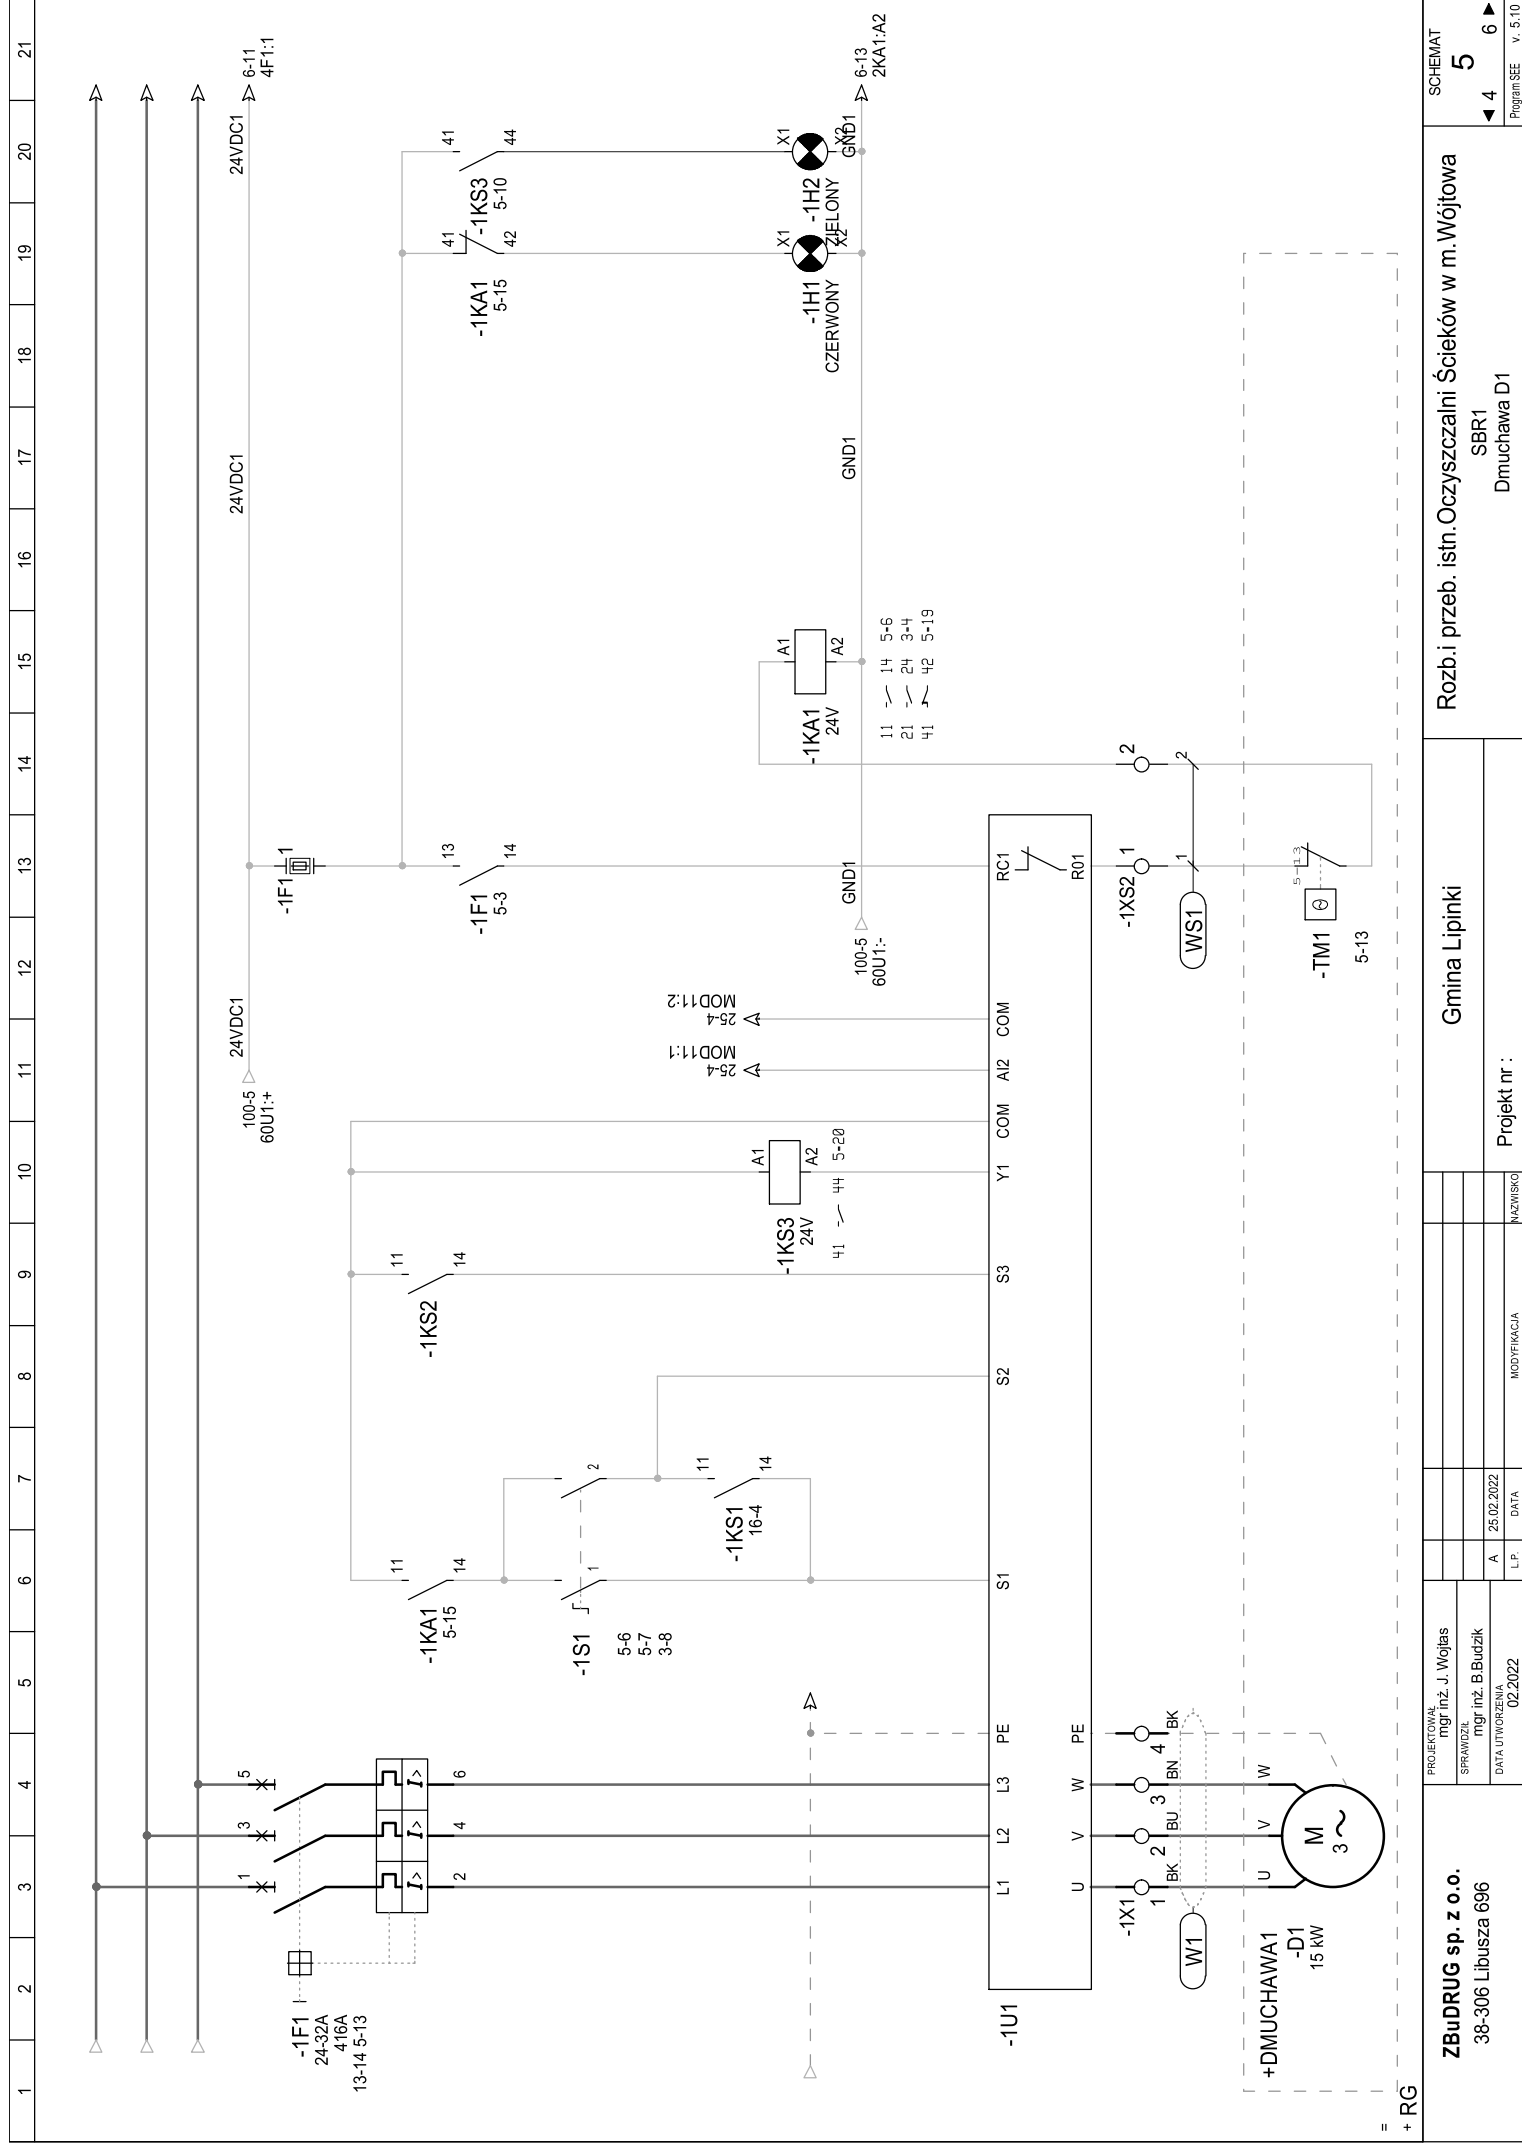 1
2
3
4
5
6
7
8
9
10
11
12
13
14
15
16
17
18
19
20
21
100-5
60U1:+
24VDC1
24VDC1
24VDC1
6-11
4F1:1
-1F1
24-32A
416A
13-14 5-13
1
3
5
I>
I>
I>
2
4
6
-1F1
1
-1F1
5-3
13
14
-1KA1
5-15
41
42
-1KS3
5-10
41
44
-1KA1
5-15
11
14
-1KS2
11
14
-1S1
5-6
5-7
3-8
1
2
-1KS1
16-4
11
14
-1KS3
24V
A1
A2
41
44
5-20
25-4
MOD11:1
25-4
MOD11:2
-1KA1
24V
A1
A2
11
14
5-6
21
24
3-4
41
42
5-19
-1H1
CZERWONY
X1
X2
-1H2
ZIELONY
X1
X2
100-5
60U1:-
GND1
GND1
GND1
6-13
2KA1:A2
-1U1
L1
L2
L3
PE
S1
S2
S3
Y1
COM
AI2
COM
RC1
U
V
W
PE
R01
-1X1
1
2
3
4
BK
BU
BN
BK
W1
-1XS2
1
2
WS1
1
2
+DMUCHAWA1
-D1
15 kW
U
V
W
M
3
-TM1
5-13
5-13
=
+ RG
ZBuDRUG sp. z o.o.
38-306 Libusza 696
PROJEKTOWAŁ
mgr inż. J. Wojtas
SPRAWDZIŁ
mgr inż. B.Budzik
DATA UTWORZENIA
02.2022
A
25.02.2022
L.P.
DATA
MODYFIKACJA
NAZWISKO
Gmina Lipinki
Projekt nr :
Rozb.i przeb. istn.Oczyszczalni Ścieków w m.Wójtowa
SBR1
Dmuchawa D1
SCHEMAT
5
4
6
Program SEE v. 5.10